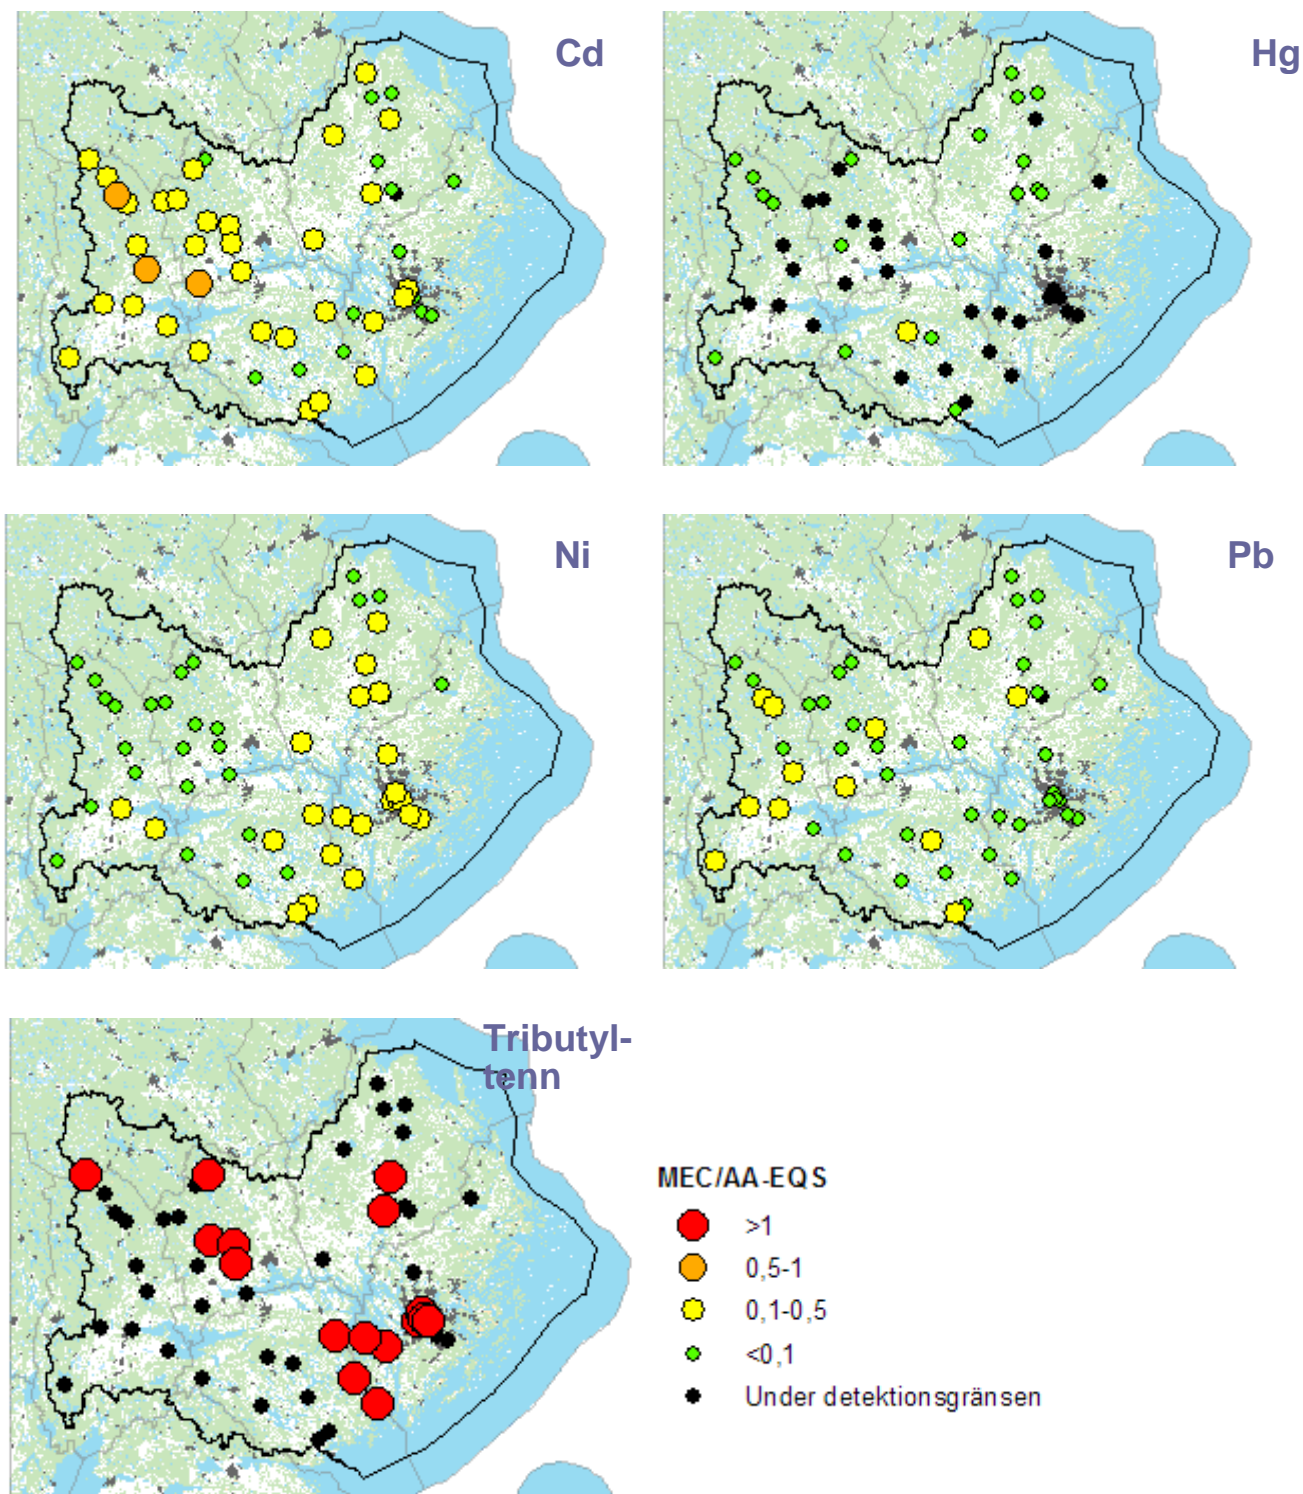 Cd
Hg
Ni
Pb
Tributyl-
tenn
MEC/AA-EQS
>1
0,5-1
0,1-0,5
<0,1
Under detektionsgränsen